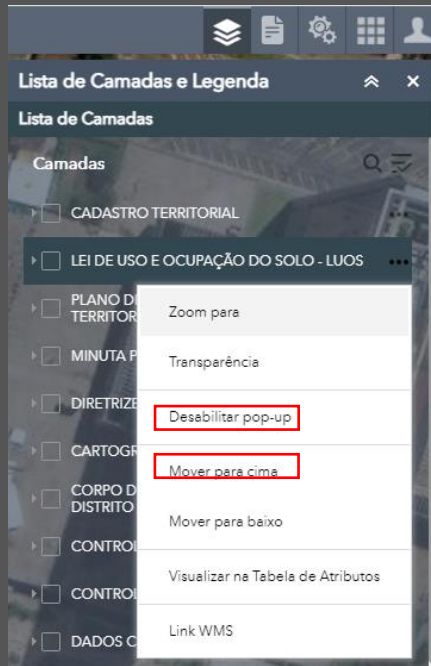 Lista de Camadas e Legenda
Lista de Camadas
Camadas
CADASTRO TERRITORIAL
LEI DE USO E OCUPAÇÃO DO SOLO - LUOS
PLANO D
TERRITOR
Zoom para
MINUTA P
Transparência
DIRETRIZE
Desabilitar pop-up
CARTOGR
Mover para cima
CORPO D
DISTRITO
Mover para baixo
CONTROL
Visualizar na Tabela de Atributos
CONTROL
Link WMS
DADOS C